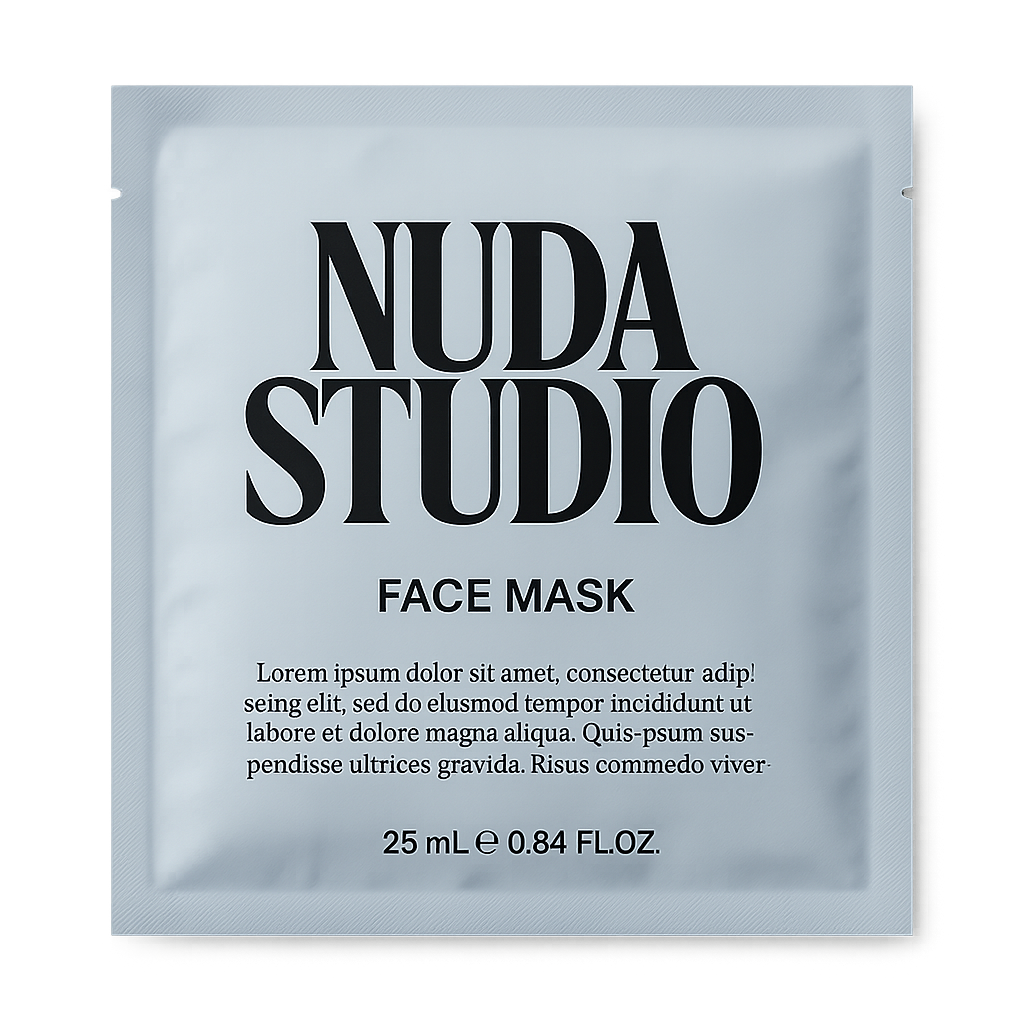 NUDA
STUDIO
FACE MASK
Lorem ipsum dolor sit amet, consectetur adip!
seing elit, sed do elusmod tempor incididunt ut
labore et dolore magna aliqua. Quis-psum sus-
pendisse ultrices gravida. Risus commedo viver-
25 mL ℮ 0.84 FL.OZ.